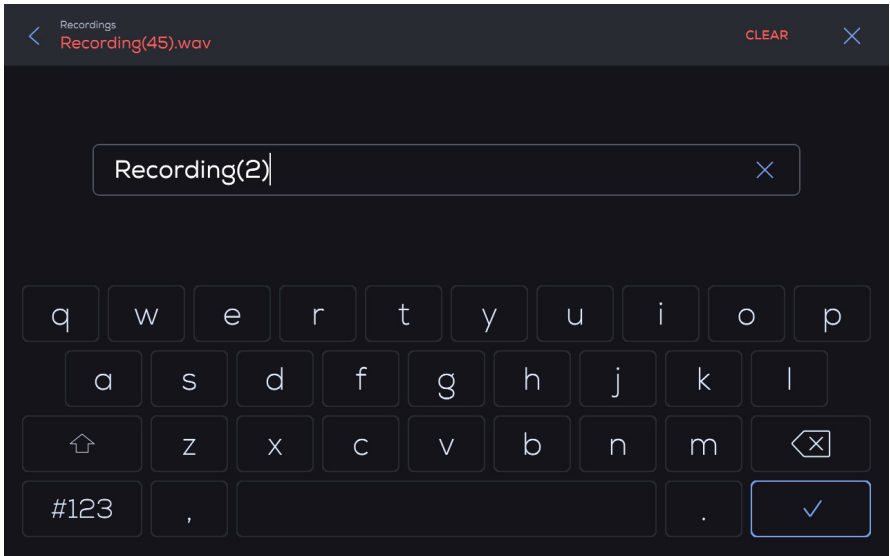 Recordings
Recording(45).wav
CLEAR
Recording(2)
q w e r t y u i o p
a s d f g h j k l
z x c v b n m
#123 , .